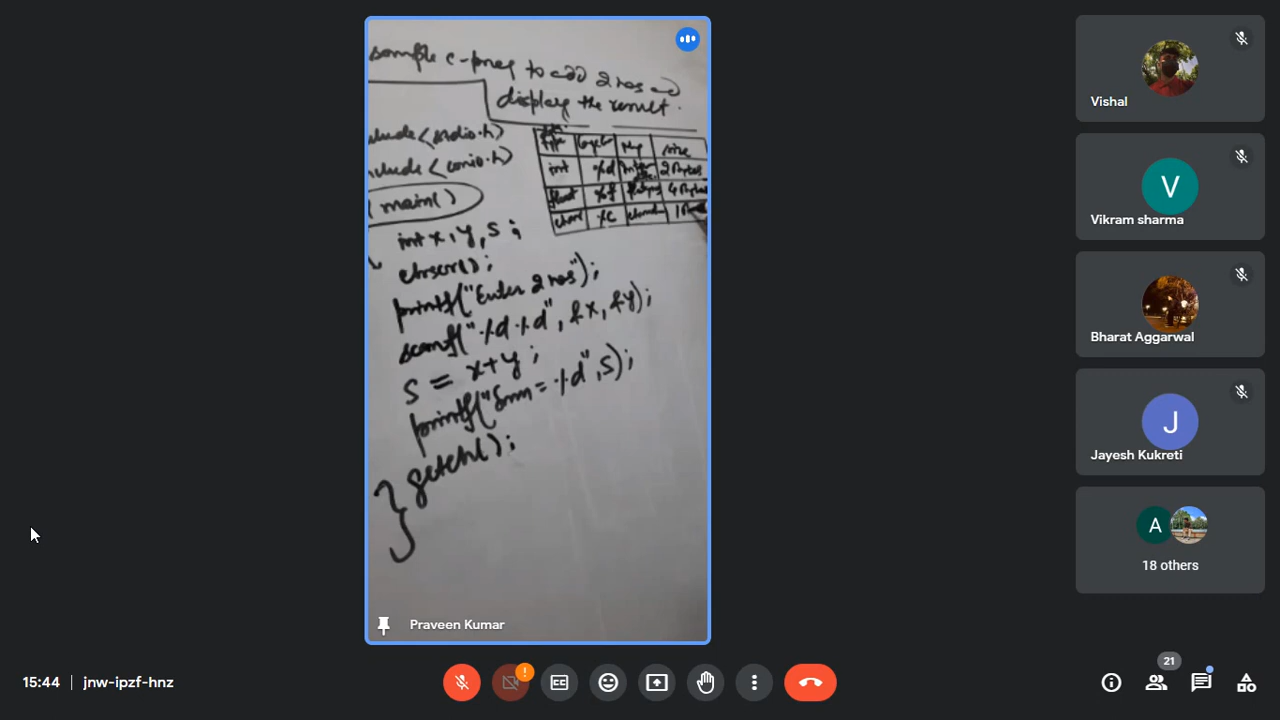 sample c-prog to add 2 nos and
display the result.
clude<stdio.h>
clude<conio.h>
main()
type
size
int %d 2 Bytes
float %f 4 Bytes
char %c
int x, y, s;
clrscr();
printf("Enter 2 nos");
scanf("%d%d", &x, &y);
s = x+y;
printf("Sum = %d", s);
getch();
}
Praveen Kumar
Vishal
V
Vikram sharma
Bharat Aggarwal
J
Jayesh Kukreti
A
18 others
15:44 | jnw-ipzf-hnz
21